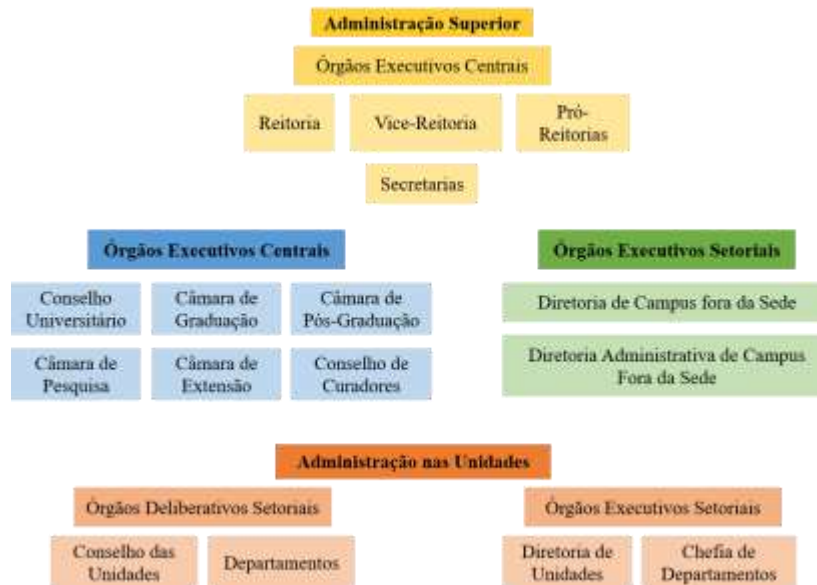 Administração Superior
Órgãos Executivos Centrais
Reitoria
Vice-Reitoria
Pró-
Reitorias
Secretarias
Órgãos Executivos Centrais
Conselho
Universitário
Câmara de
Graduação
Câmara de
Pós-Graduação
Câmara de
Pesquisa
Câmara de
Extensão
Conselho de
Curadores
Órgãos Executivos Setoriais
Diretoria de Campus fora da Sede
Diretoria Administrativa de Campus
Fora da Sede
Administração nas Unidades
Órgãos Deliberativos Setoriais
Conselho das
Unidades
Departamentos
Órgãos Executivos Setoriais
Diretoria de
Unidades
Chefia de
Departamentos